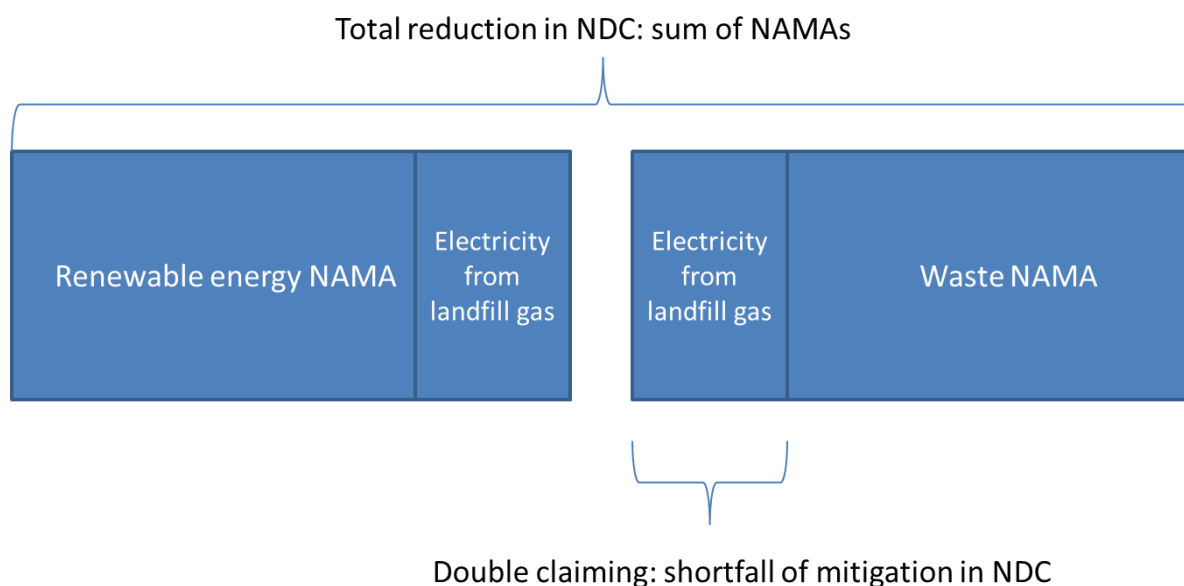 Total reduction in NDC: sum of NAMAs
Renewable energy NAMA
Electricity
from
landfill gas
Electricity
from
landfill gas
Waste NAMA
Double claiming: shortfall of mitigation in NDC